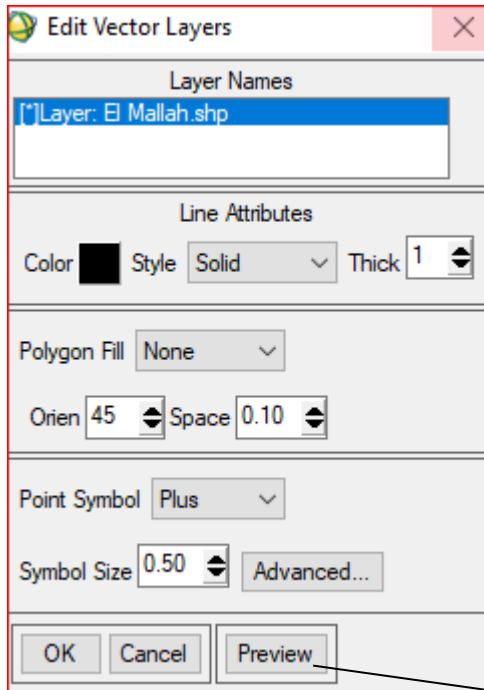 Edit Vector Layers
Layer Names
[*]Layer: El Mallah.shp
Line Attributes
Color Style Solid Thick 1
Polygon Fill None
Orien 45 Space 0.10
Point Symbol Plus
Symbol Size 0.50 Advanced...
OK Cancel Preview